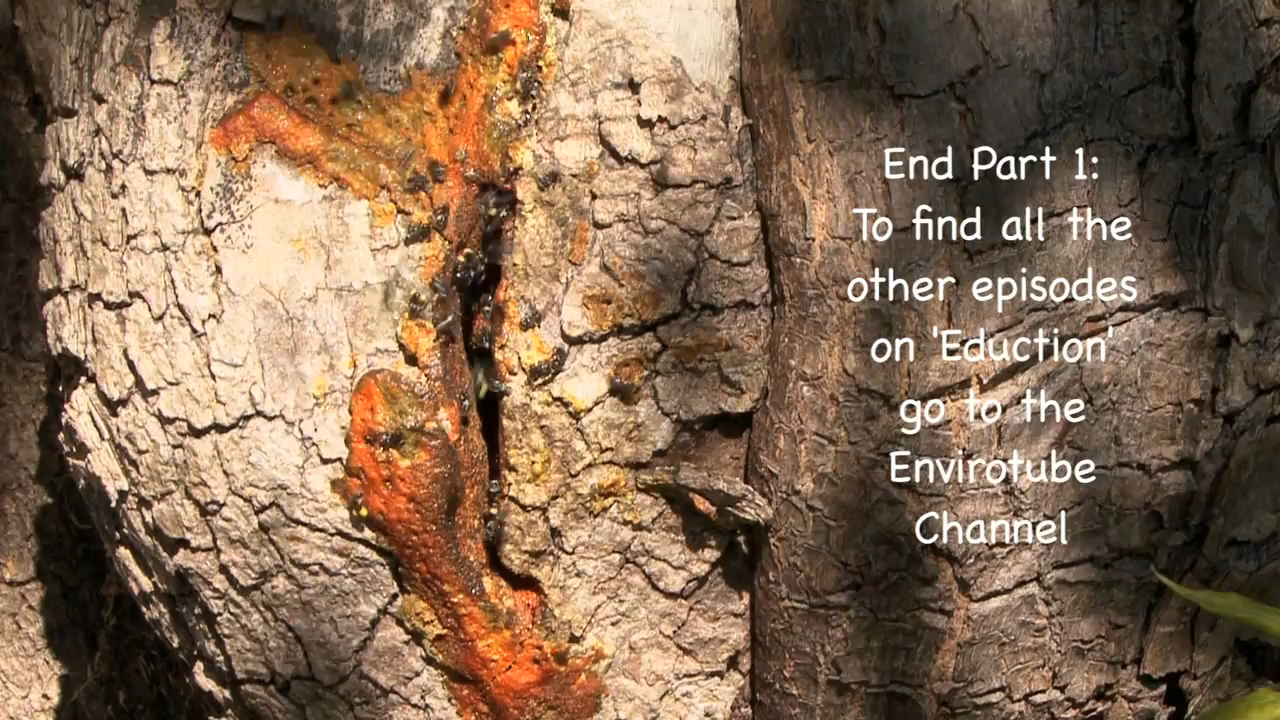 End Part 1:
To find all the
other episodes
on 'Eduction'
go to the
Envirotube
Channel